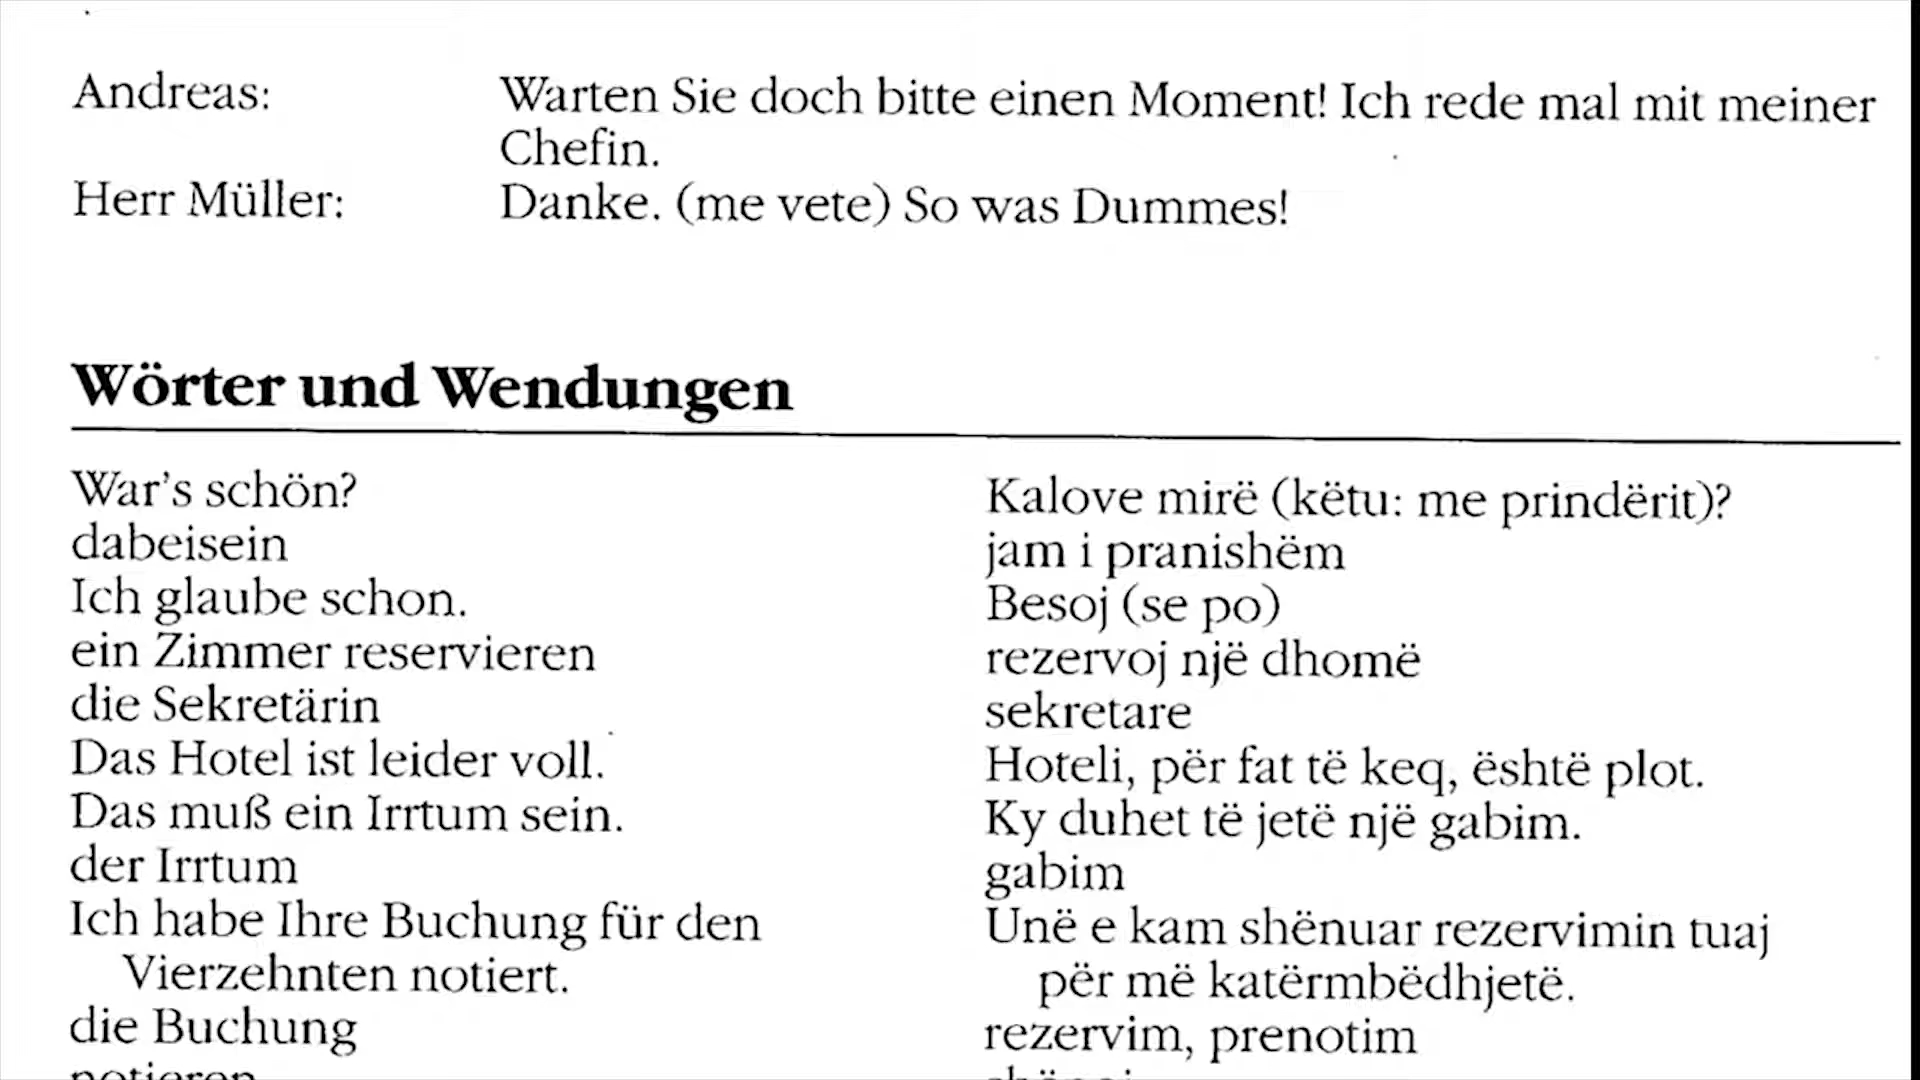 Andreas: Warten Sie doch bitte einen Moment! Ich rede mal mit meiner
Chefin.
Herr Müller: Danke. (me vete) So was Dummes!
Wörter und Wendungen
War's schön? Kalove mirë (këtu: me prindërit)?
dabeisein jam i pranishëm
Ich glaube schon. Besoj (se po)
ein Zimmer reservieren rezervoj një dhomë
die Sekretärin sekretare
Das Hotel ist leider voll. Hoteli, për fat të keq, është plot.
Das muß ein Irrtum sein. Ky duhet të jetë një gabim.
der Irrtum gabim
Ich habe Ihre Buchung für den Unë e kam shënuar rezervimin tuaj
Vierzehnten notiert. për më katërmbëdhjetë.
die Buchung rezervim, prenotim
notieren